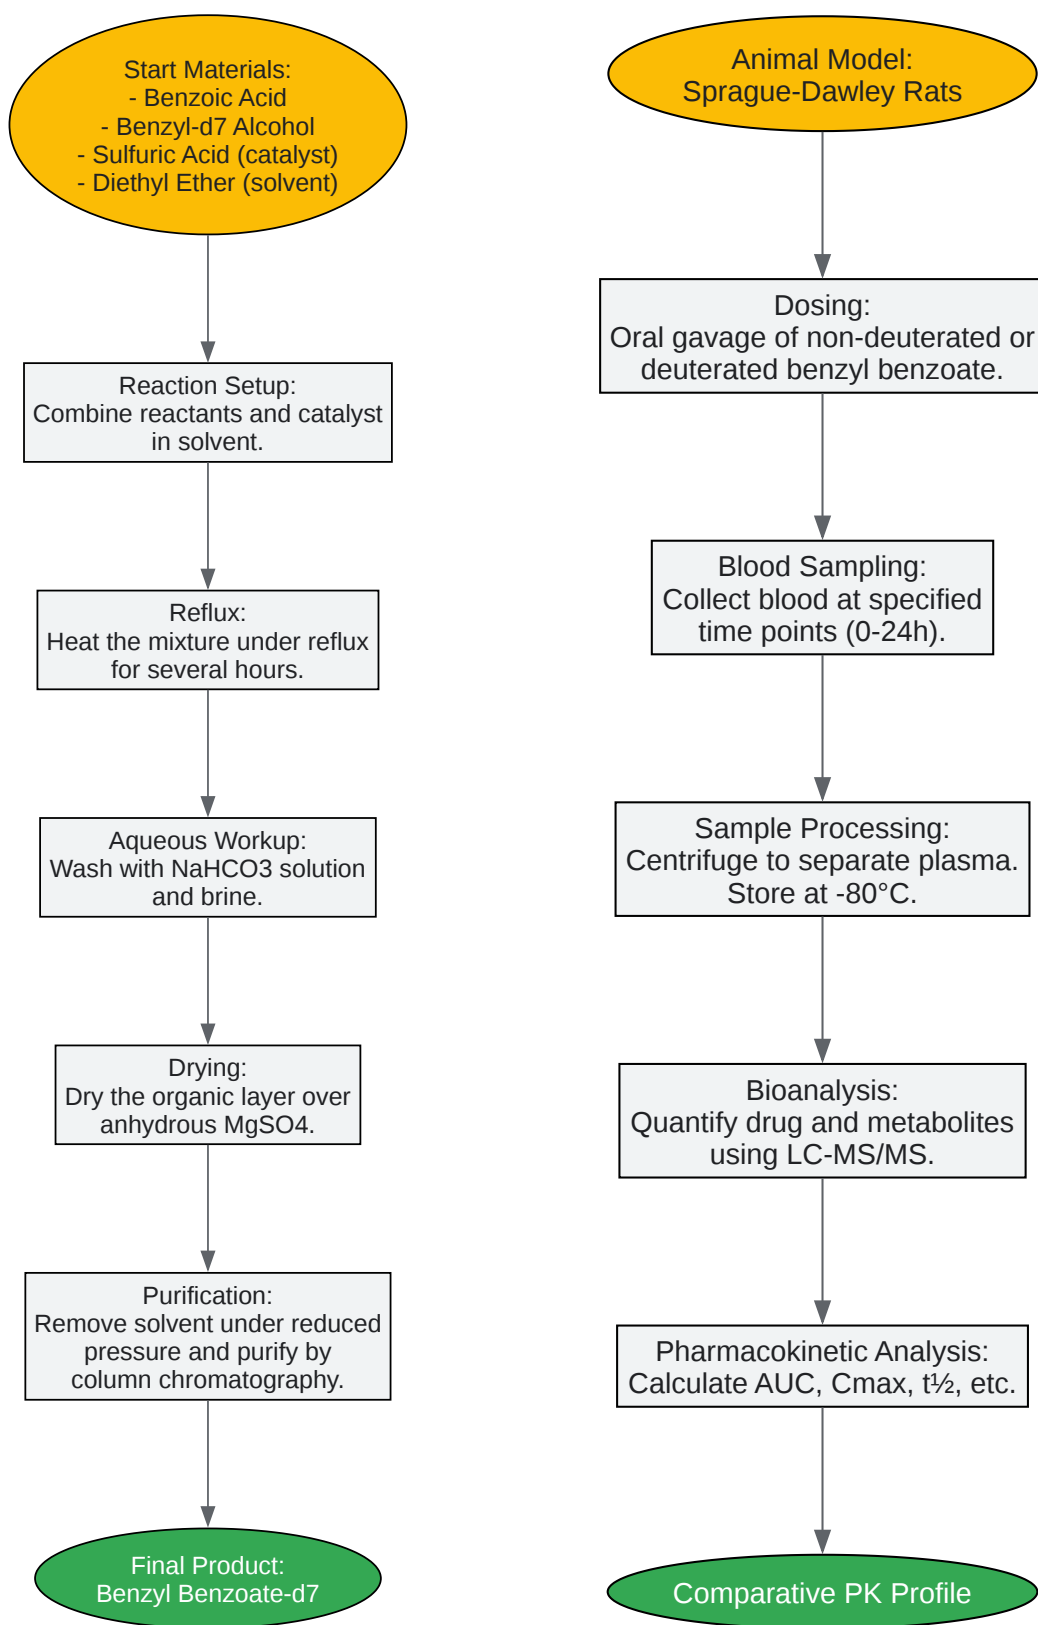 Start Materials:
- Benzoic Acid
- Benzyl-d7 Alcohol
- Sulfuric Acid (catalyst)
- Diethyl Ether (solvent)
Reaction Setup:
Combine reactants and catalyst
in solvent.
Reflux:
Heat the mixture under reflux
for several hours.
Aqueous Workup:
Wash with NaHCO3 solution
and brine.
Drying:
Dry the organic layer over
anhydrous MgSO4.
Purification:
Remove solvent under reduced
pressure and purify by
column chromatography.
Final Product:
Benzyl Benzoate-d7
Animal Model:
Sprague-Dawley Rats
Dosing:
Oral gavage of non-deuterated or
deuterated benzyl benzoate.
Blood Sampling:
Collect blood at specified
time points (0-24h).
Sample Processing:
Centrifuge to separate plasma.
Store at -80°C.
Bioanalysis:
Quantify drug and metabolites
using LC-MS/MS.
Pharmacokinetic Analysis:
Calculate AUC, Cmax, t½, etc.
Comparative PK Profile